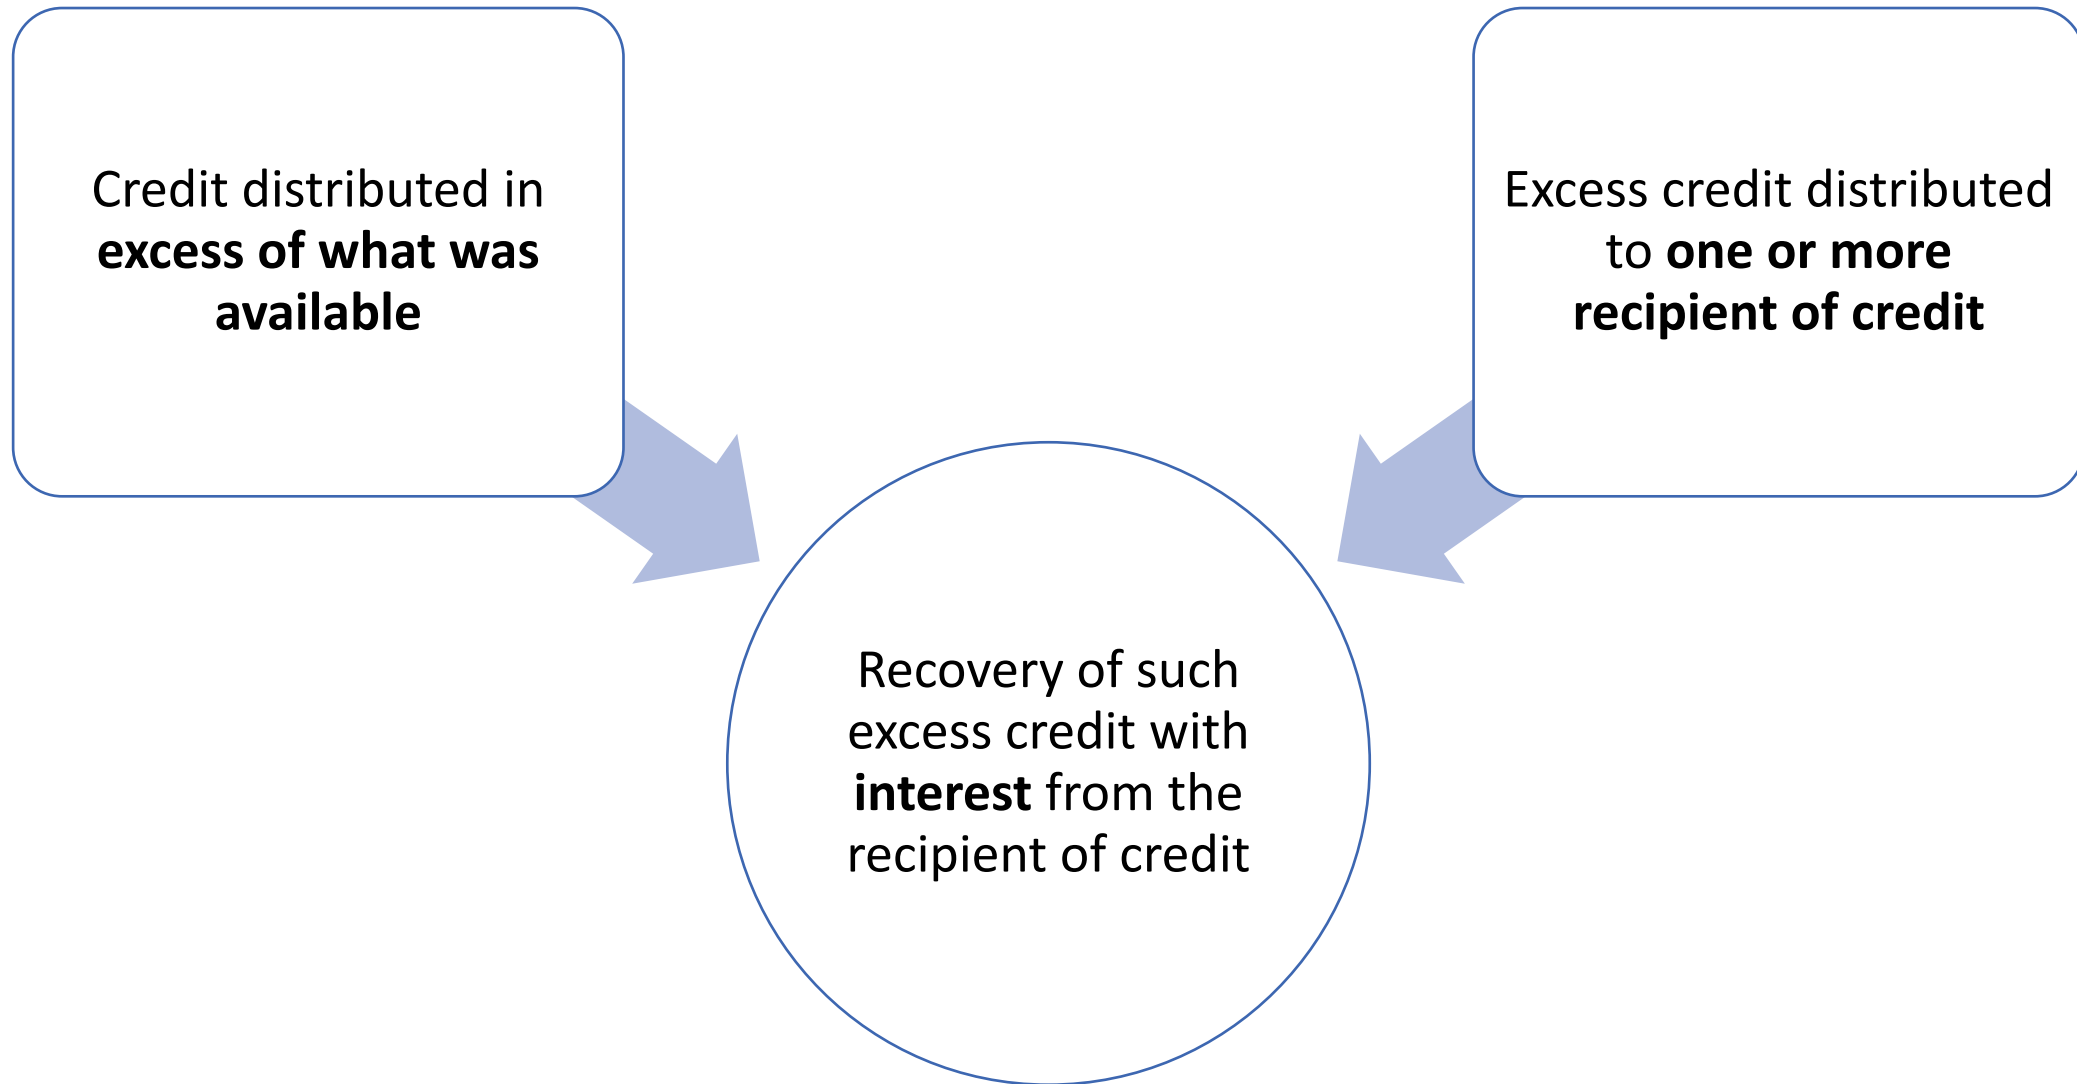 Credit distributed in
excess of what was
available
Excess credit distributed
to one or more
recipient of credit
Recovery of such
excess credit with
interest from the
recipient of credit